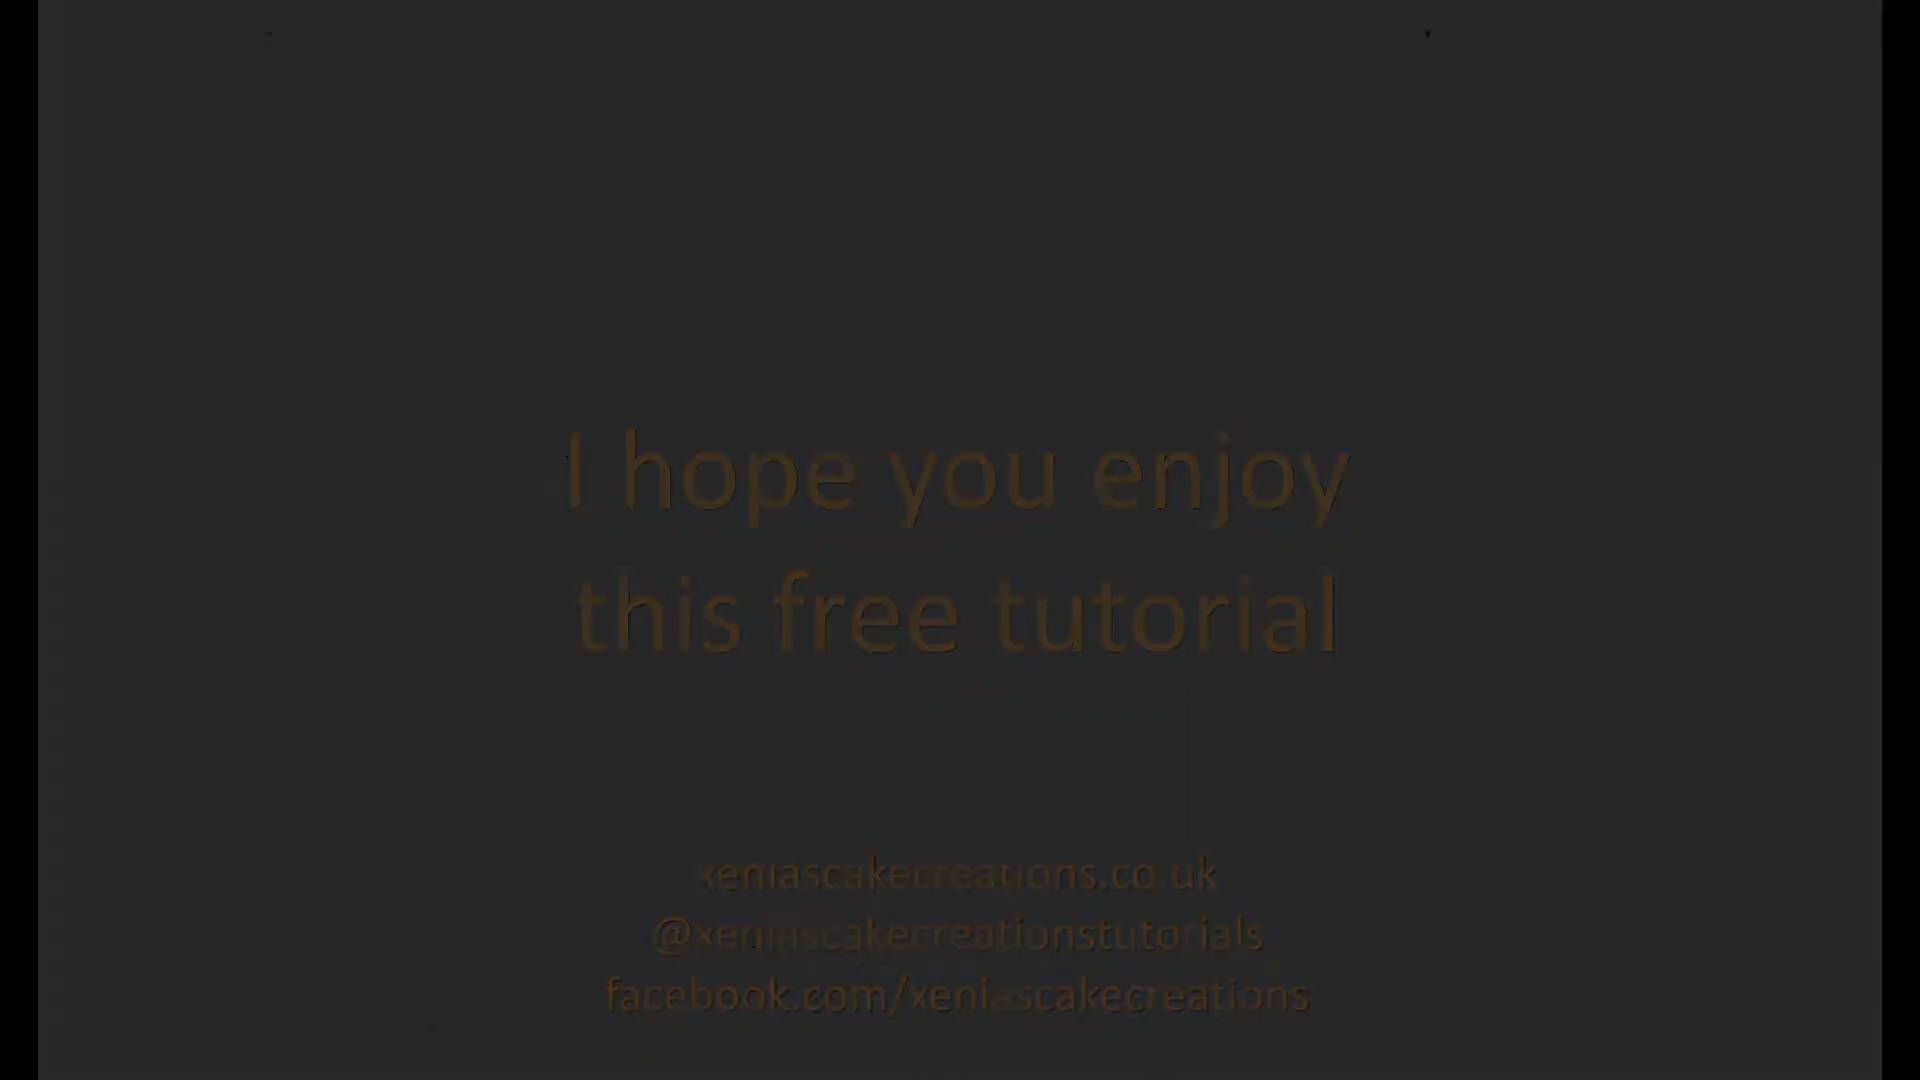 I hope you enjoy
this free tutorial
xeniascakecreations.co.uk
@xeniascakecreationstutorials
facebook.com/xeniascakecreations